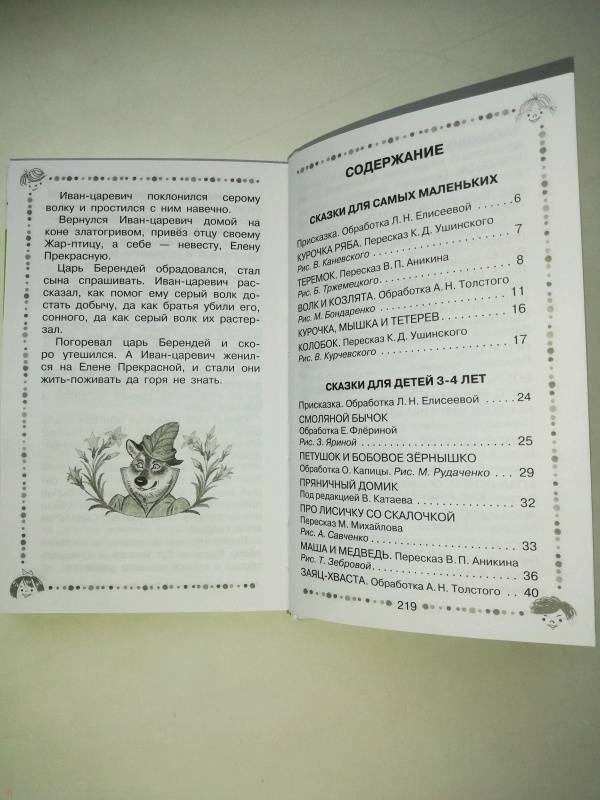 Иван-царевич поклонился серому
волку и простился с ним навечно.
Вернулся Иван-царевич домой на
коне златогривом, привёз отцу своему
Жар-птицу, а себе — невесту, Елену
Прекрасную.
Царь Берендей обрадовался, стал
сына спрашивать. Иван-царевич рас-
сказал, как помог ему серый волк до-
стать добычу, да как братья убили его,
сонного, да как серый волк их растер-
зал.
Погоревал царь Берендей и ско-
ро утешился. А Иван-царевич женил-
ся на Елене Прекрасной, и стали они
жить-поживать да горя не знать.
СОДЕРЖАНИЕ
СКАЗКИ ДЛЯ САМЫХ МАЛЕНЬКИХ
Присказка. Обработка Л. Н. Елисеевой . . . . 6
КУРОЧКА РЯБА. Пересказ К. Д. Ушинского
Рис. В. Каневского . . . . . . . . . . . . . . . . . 7
ТЕРЕМОК. Пересказ В. П. Аникина
Рис. Б. Тржемецкого . . . . . . . . . . . . . . . . 8
ВОЛК И КОЗЛЯТА. Обработка А. Н. Толстого
Рис. М. Бондаренко . . . . . . . . . . . . . . . . 11
КУРОЧКА, МЫШКА И ТЕТЕРЕВ . . . . . . . . 16
КОЛОБОК. Пересказ К. Д. Ушинского
Рис. В. Курчевского . . . . . . . . . . . . . . . . 17
СКАЗКИ ДЛЯ ДЕТЕЙ 3-4 ЛЕТ
Присказка. Обработка Л. Н. Елисеевой . . . . 24
СМОЛЯНОЙ БЫЧОК
Обработка Е. Флёриной
Рис. З. Яриной . . . . . . . . . . . . . . . . . . . 25
ПЕТУШОК И БОБОВОЕ ЗЁРНЫШКО
Обработка О. Капицы. Рис. М. Рудаченко . . . 29
ПРЯНИЧНЫЙ ДОМИК
Под редакцией В. Катаева . . . . . . . . . . . . 32
ПРО ЛИСИЧКУ СО СКАЛОЧКОЙ
Пересказ М. Михайлова
Рис. А. Савченко . . . . . . . . . . . . . . . . . . 33
МАША И МЕДВЕДЬ. Пересказ В. П. Аникина
Рис. Т. Зебровой . . . . . . . . . . . . . . . . . . 36
ЗАЯЦ-ХВАСТА. Обработка А. Н. Толстого . . . 40
219